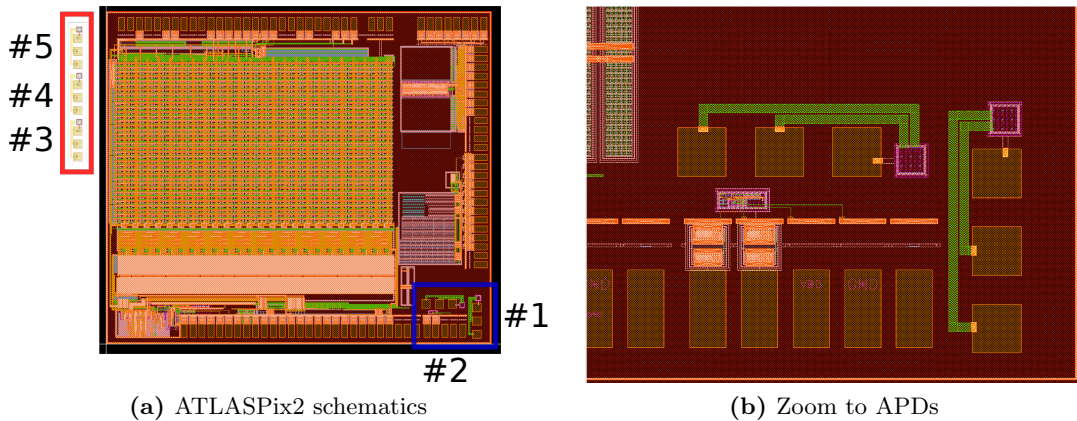 #5
#4
#3
#1
#2
VDD
GND
(a) ATLASPix2 schematics
(b) Zoom to APDs